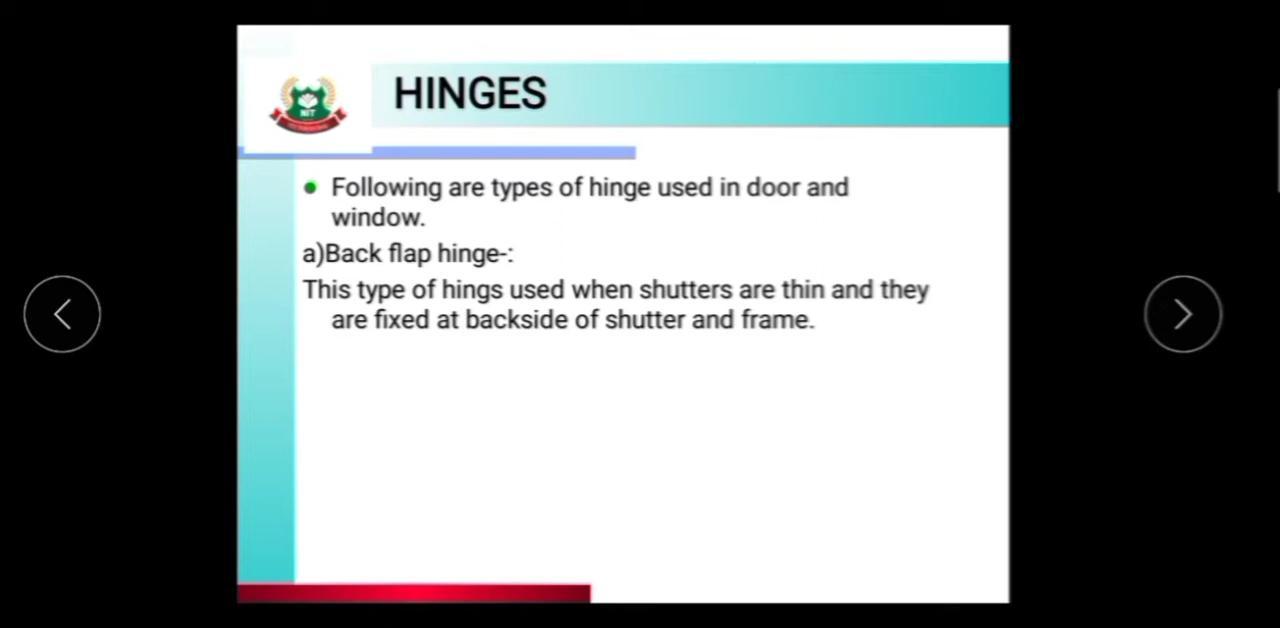 NIT
HINGES
Following are types of hinge used in door and
window.
a)Back flap hinge-:
This type of hings used when shutters are thin and they
are fixed at backside of shutter and frame.